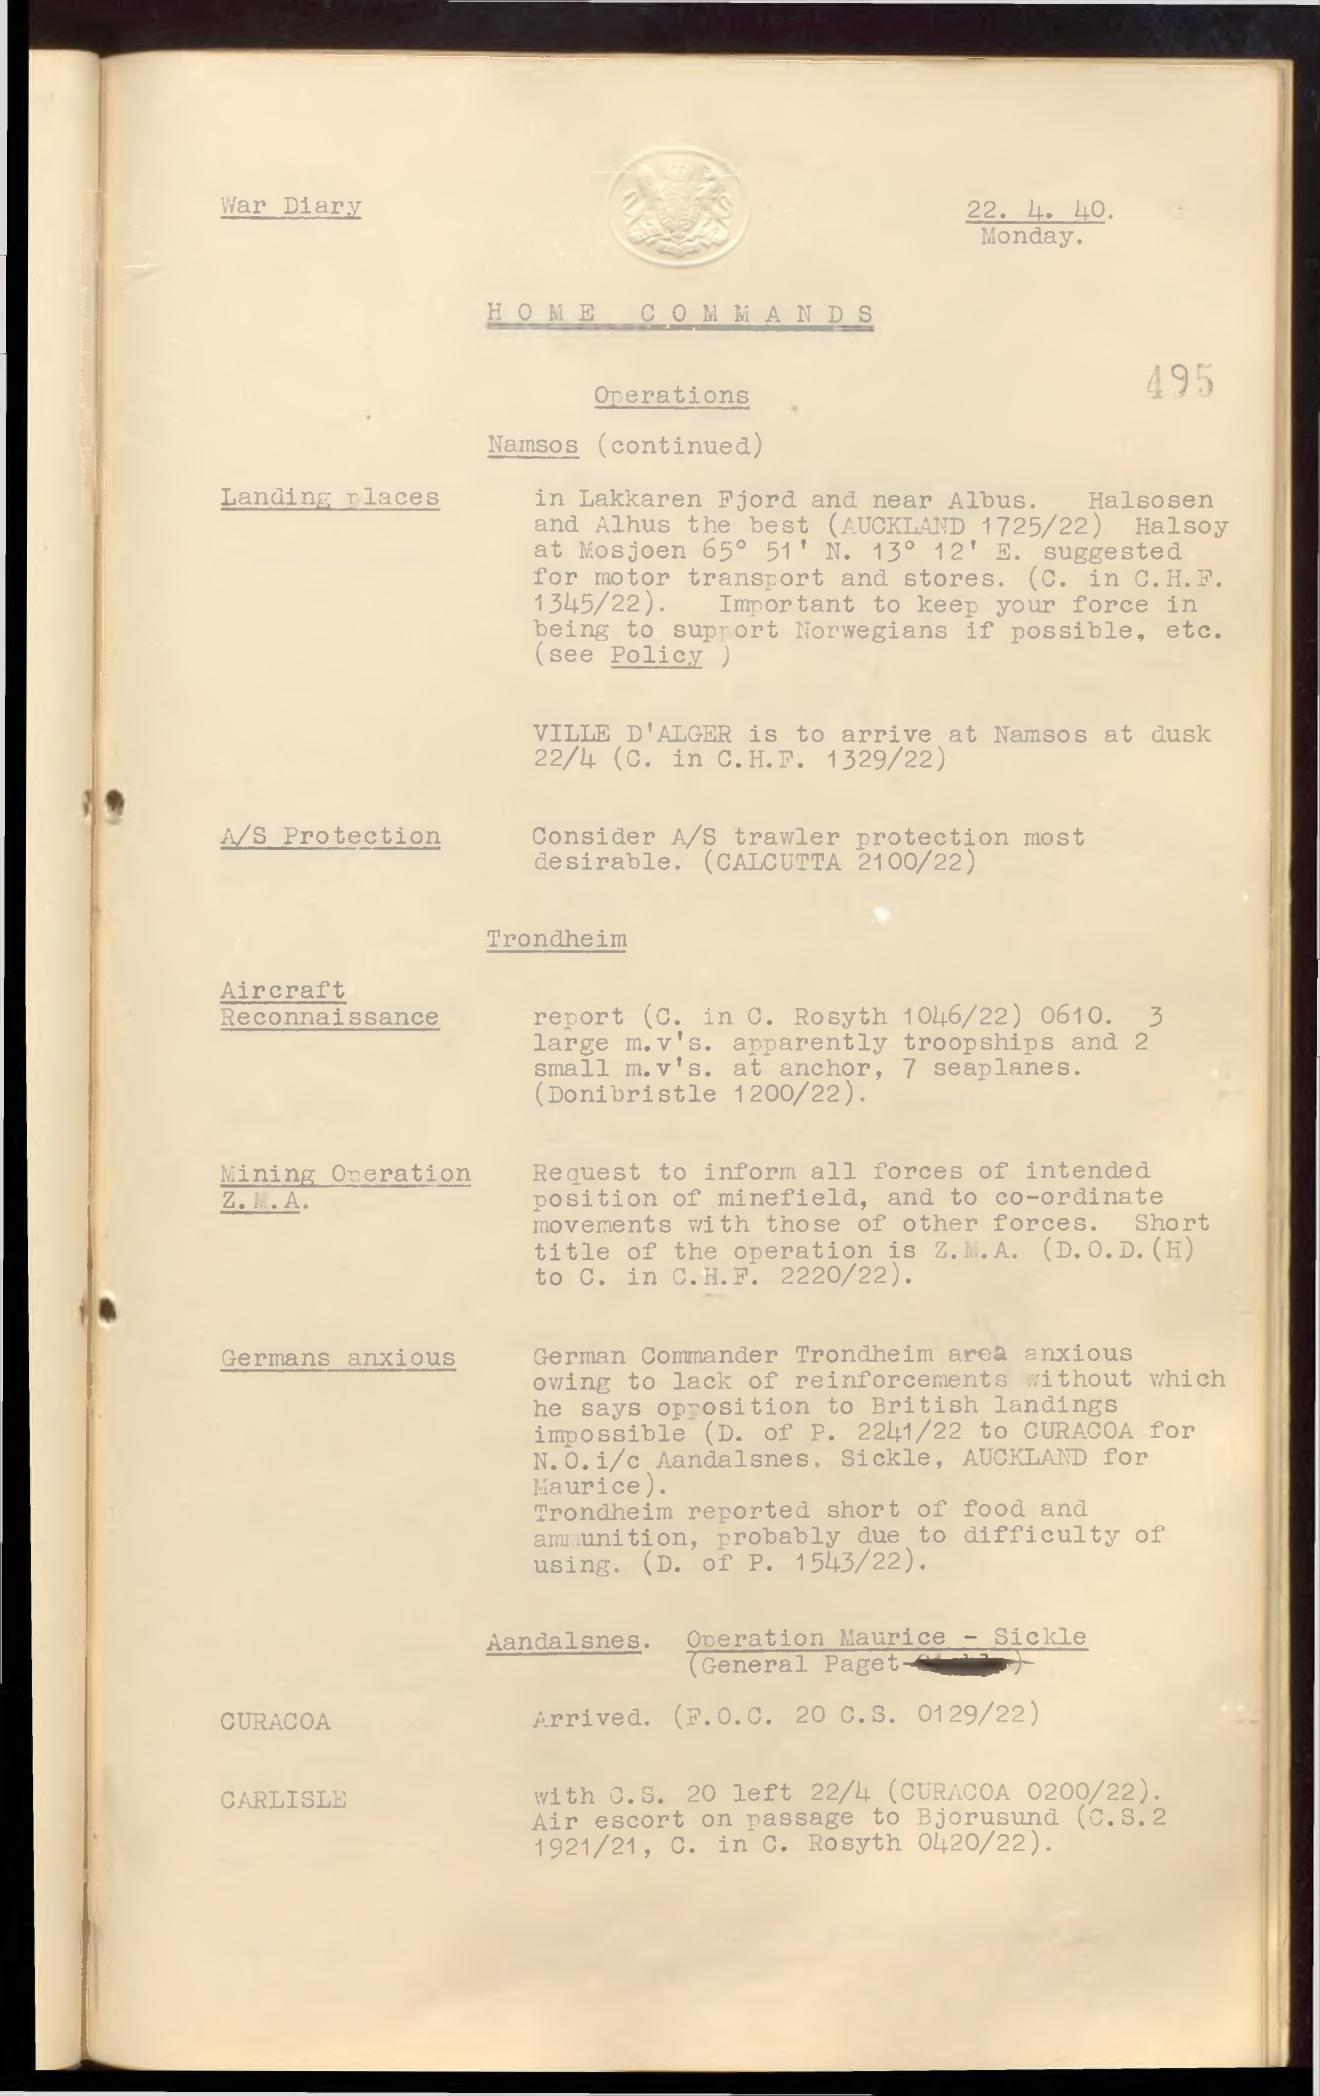 War Diary
22. 4. 40.
Monday.
HOME COMMANDS
495
Operations
Namsos (continued)
Landing places in Lakkaren Fjord and near Albus. Halsosen
and Alhus the best (AUCKLAND 1725/22) Halsoy
at Mosjoen 65° 51' N. 13° 12' E. suggested
for motor transport and stores. (C. in C.H.F.
1345/22). Important to keep your force in
being to support Norwegians if possible, etc.
(see Policy )
VILLE D'ALGER is to arrive at Namsos at dusk
22/4 (C. in C.H.F. 1329/22)
A/S Protection Consider A/S trawler protection most
desirable. (CALCUTTA 2100/22)
Trondheim
Aircraft
Reconnaissance report (C. in C. Rosyth 1046/22) 0610. 3
large m.v's. apparently troopships and 2
small m.v's. at anchor, 7 seaplanes.
(Donibristle 1200/22).
Mining Operation Request to inform all forces of intended
Z.M.A. position of minefield, and to co-ordinate
movements with those of other forces. Short
title of the operation is Z.M.A. (D.O.D.(H)
to C. in C.H.F. 2220/22).
Germans anxious German Commander Trondheim area anxious
owing to lack of reinforcements without which
he says opposition to British landings
impossible (D. of P. 2241/22 to CURACOA for
N.O.i/c Aandalsnes. Sickle, AUCKLAND for
Maurice).
Trondheim reported short of food and
ammunition, probably due to difficulty of
using. (D. of P. 1543/22).
Aandalsnes. Operation Maurice - Sickle
(General Paget )
CURACOA Arrived. (F.O.C. 20 C.S. 0129/22)
CARLISLE with C.S. 20 left 22/4 (CURACOA 0200/22).
Air escort on passage to Bjorusund (C.S.2
1921/21, C. in C. Rosyth 0420/22).